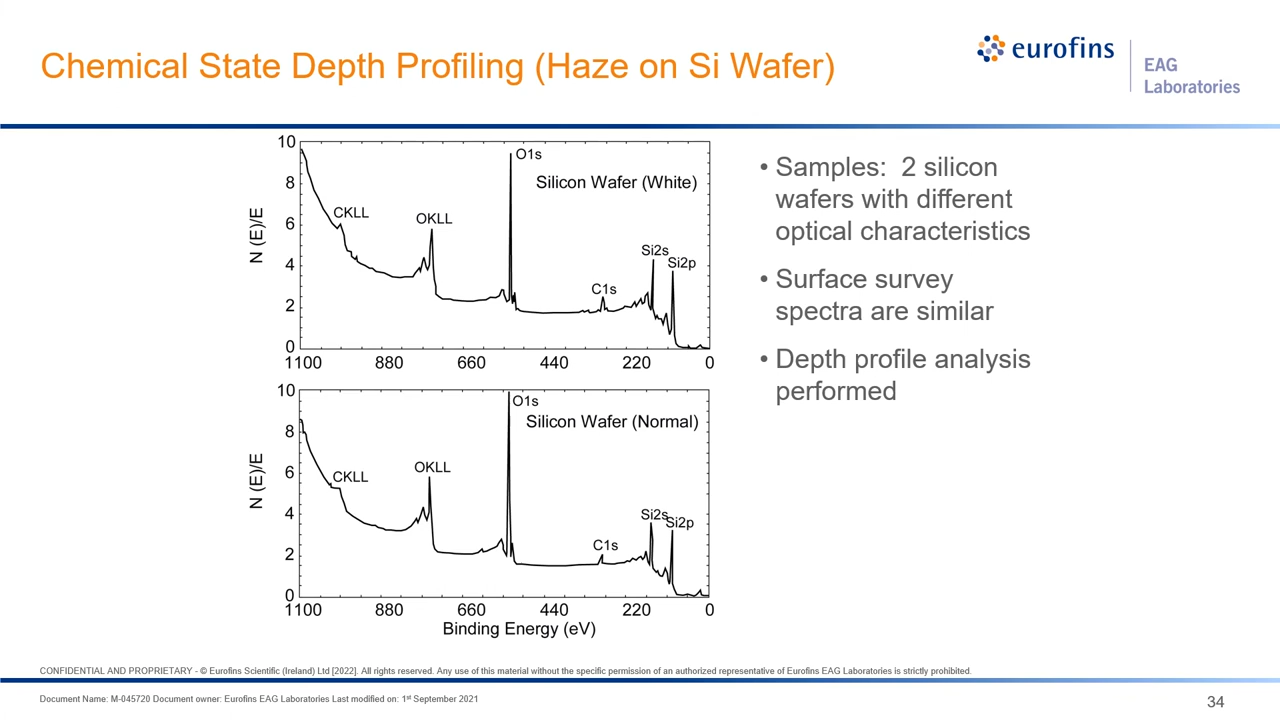 Chemical State Depth Profiling (Haze on Si Wafer)
eurofins
EAG
Laboratories
10
8
6
4
2
0
N (E)/E
CKLL
OKLL
O1s
Silicon Wafer (White)
C1s
Si2s
Si2p
1100 880 660 440 220 0
10
8
6
4
2
0
N (E)/E
CKLL
OKLL
O1s
Silicon Wafer (Normal)
C1s
Si2s
Si2p
1100 880 660 440 220 0
Binding Energy (eV)
• Samples: 2 silicon
wafers with different
optical characteristics
• Surface survey
spectra are similar
• Depth profile analysis
performed
CONFIDENTIAL AND PROPRIETARY - © Eurofins Scientific (Ireland) Ltd [2022]. All rights reserved. Any use of this material without the specific permission of an authorized representative of Eurofins EAG Laboratories is strictly prohibited.
Document Name: M-045720 Document owner: Eurofins EAG Laboratories Last modified on: 1st September 2021
34